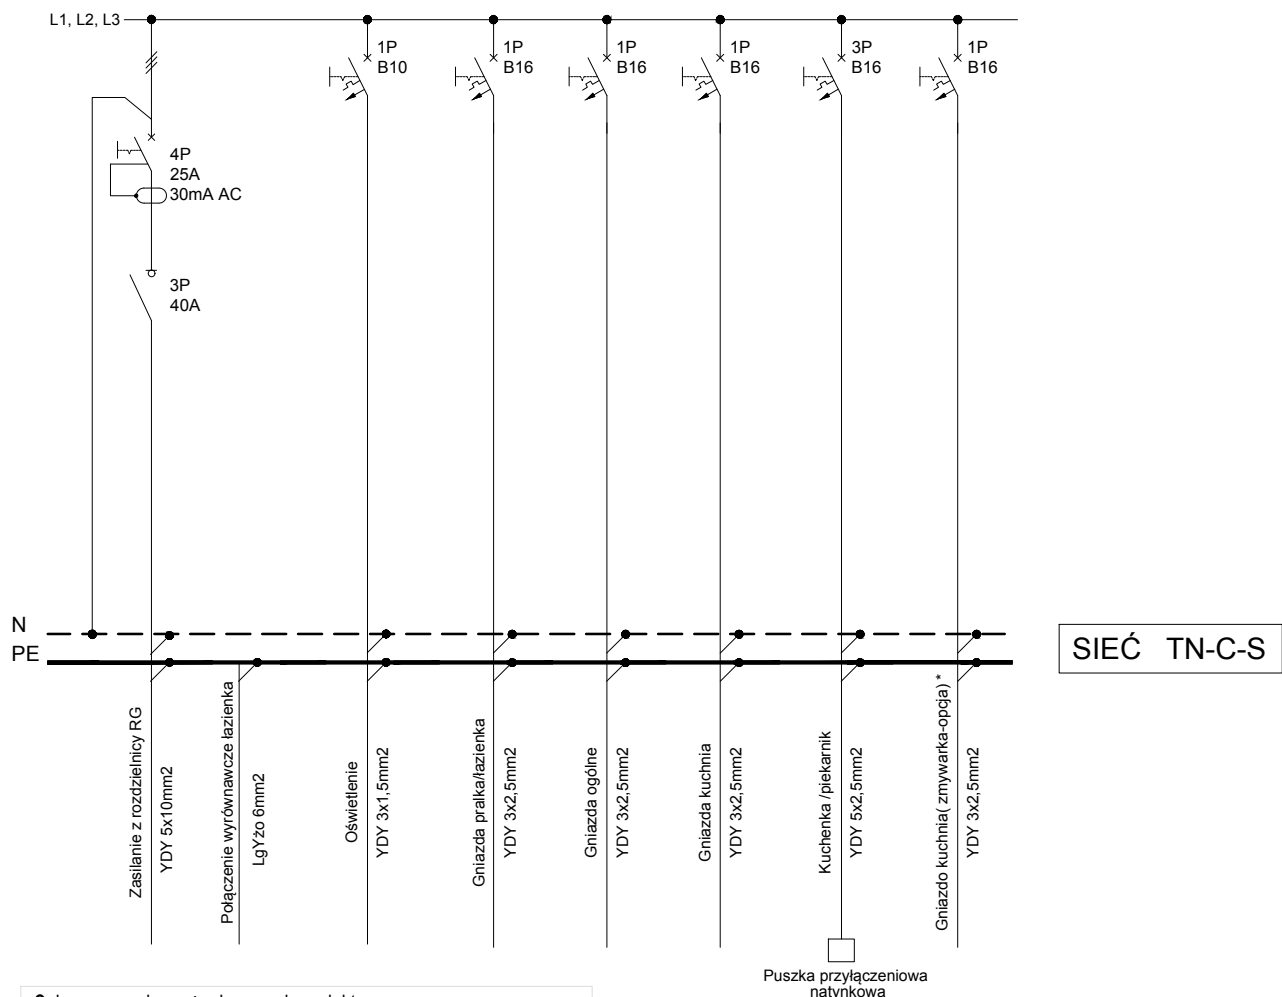 L1, L2, L3
1P
B10
1P
B16
1P
B16
1P
B16
3P
B16
1P
B16
4P
25A
30mA AC
3P
40A
N
PE
SIEĆ TN-C-S
Zasilanie z rozdzielnicy RG
YDY 5x10mm2
Połączenie wyrównawcze łazienka
LgYżo 6mm2
Oświetlenie
YDY 3x1,5mm2
Gniazda pralka/łazienka
YDY 3x2,5mm2
Gniazda ogólne
YDY 3x2,5mm2
Gniazda kuchnia
YDY 3x2,5mm2
Kuchenka /piekarnik
YDY 5x2,5mm2
Gniazdo kuchnia( zmywarka-opcja) *
YDY 3x2,5mm2
Puszka przyłączeniowa
natynkowa